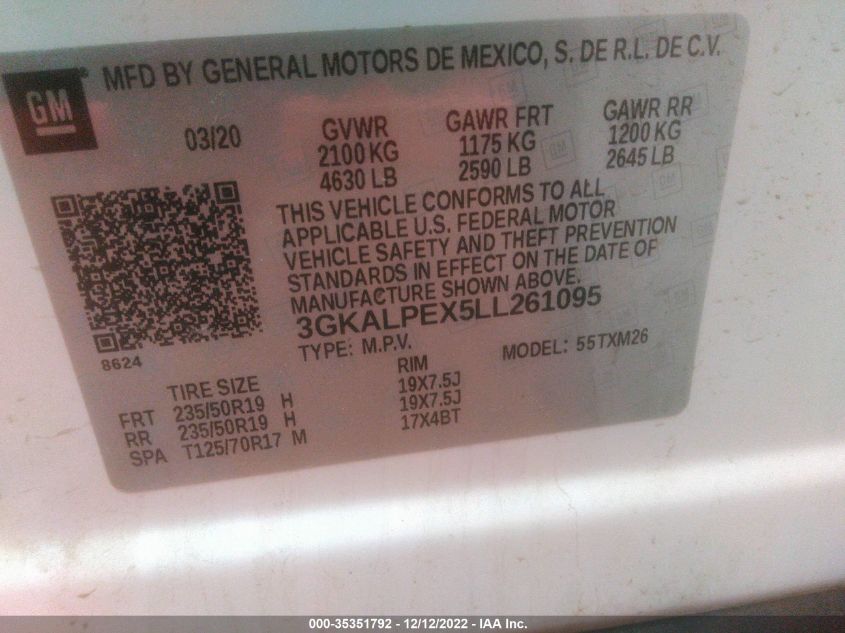 GM
MFD BY GENERAL MOTORS DE MEXICO, S. DE R.L. DE C.V.
03/20
GVWR
2100 KG
4630 LB
GAWR FRT
1175 KG
2590 LB
GAWR RR
1200 KG
2645 LB
THIS VEHICLE CONFORMS TO ALL
APPLICABLE U.S. FEDERAL MOTOR
VEHICLE SAFETY AND THEFT PREVENTION
STANDARDS IN EFFECT ON THE DATE OF
MANUFACTURE SHOWN ABOVE.
3GKALPEX5LL261095
8624
TYPE: M.P.V. MODEL: 55TXM26
TIRE SIZE RIM
FRT 235/50R19 H 19X7.5J
RR 235/50R19 H 19X7.5J
SPA T125/70R17 M 17X4BT
000-35351792 - 12/12/2022 - IAA Inc.